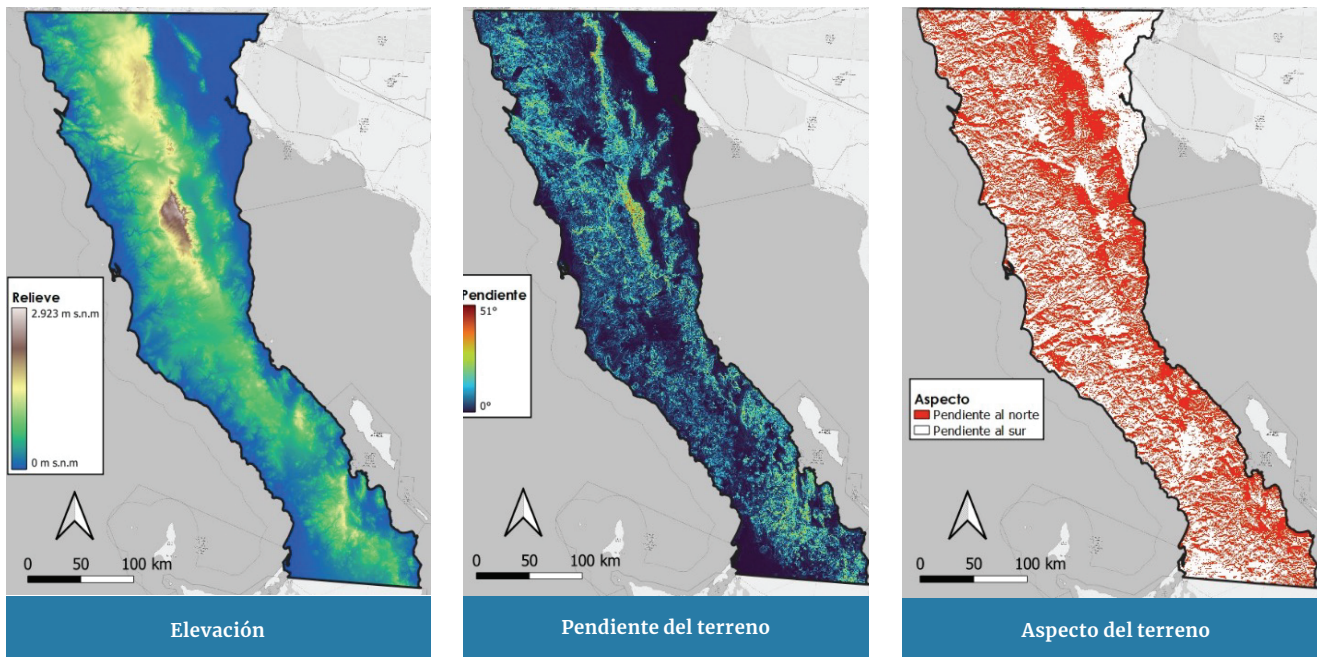 Relieve
2.923 m s.n.m
0 m s.n.m
0 50 100 km
Elevación
Pendiente
51°
0°
0 50 100 km
Pendiente del terreno
Aspecto
Pendiente al norte
Pendiente al sur
0 50 100 km
Aspecto del terreno